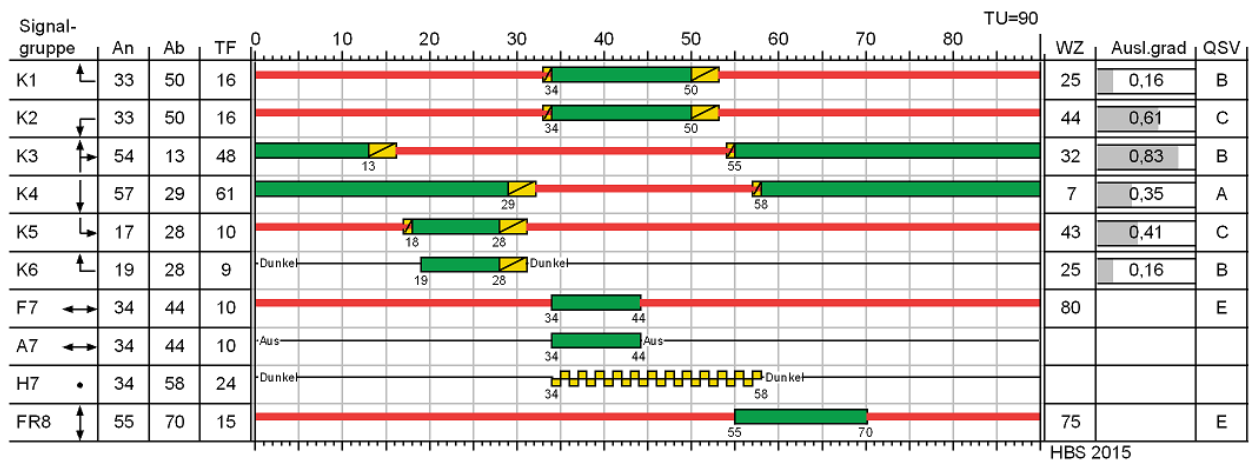 TU=90
Signal-
gruppe An Ab TF 0 10 20 30 40 50 60 70 80 WZ Ausl.grad QSV
K1 33 50 16 34 50 25 0,16 B
K2 33 50 16 34 50 44 0,61 C
K3 54 13 48 13 55 32 0,83 B
K4 57 29 61 29 58 7 0,35 A
K5 17 28 10 18 28 43 0,41 C
K6 19 28 9 Dunkel 19 28 Dunkel 25 0,16 B
F7 34 44 10 34 44 80 E
A7 34 44 10 Aus 34 44 Aus
H7 34 58 24 Dunkel 34 58 Dunkel
FR8 55 70 15 55 70 75 E
HBS 2015